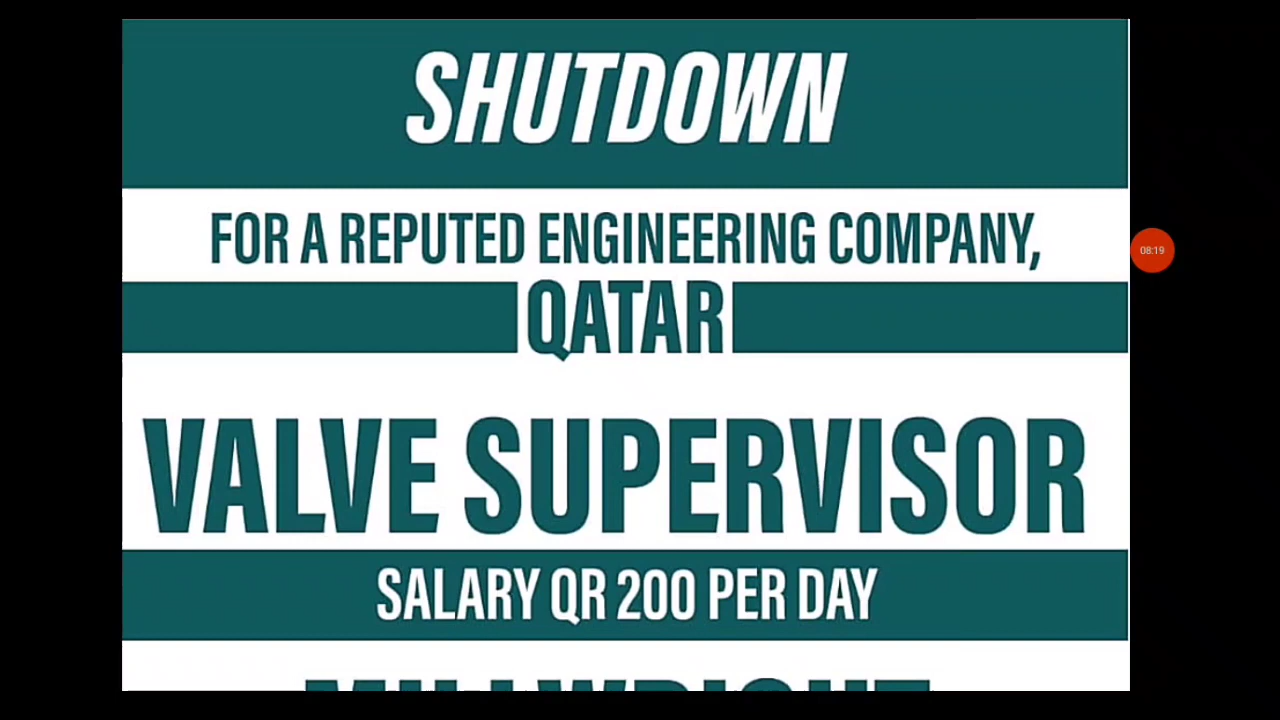 SHUTDOWN
FOR A REPUTED ENGINEERING COMPANY,
QATAR
VALVE SUPERVISOR
SALARY QR 200 PER DAY
08:19